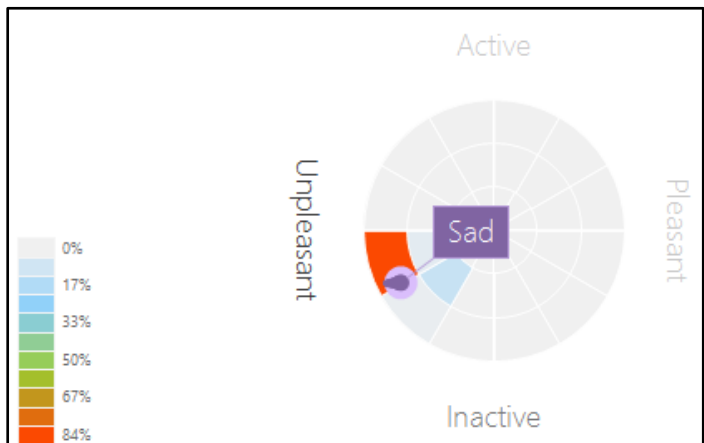 Active
Unpleasant
Sad
Pleasant
Inactive
0%
17%
33%
50%
67%
84%